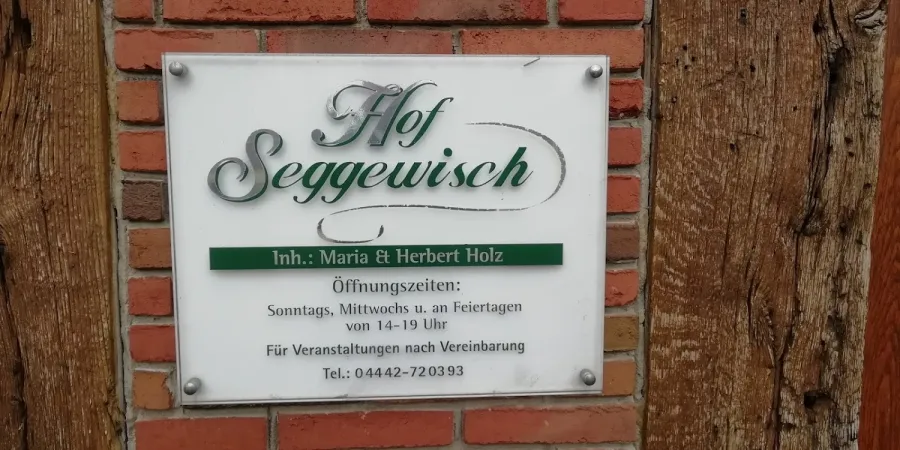 Hof
Seggewisch
Inh.: Maria & Herbert Holz
Öffnungszeiten:
Sonntags, Mittwochs u. an Feiertagen
von 14-19 Uhr
Für Veranstaltungen nach Vereinbarung
Tel.: 04442-720393